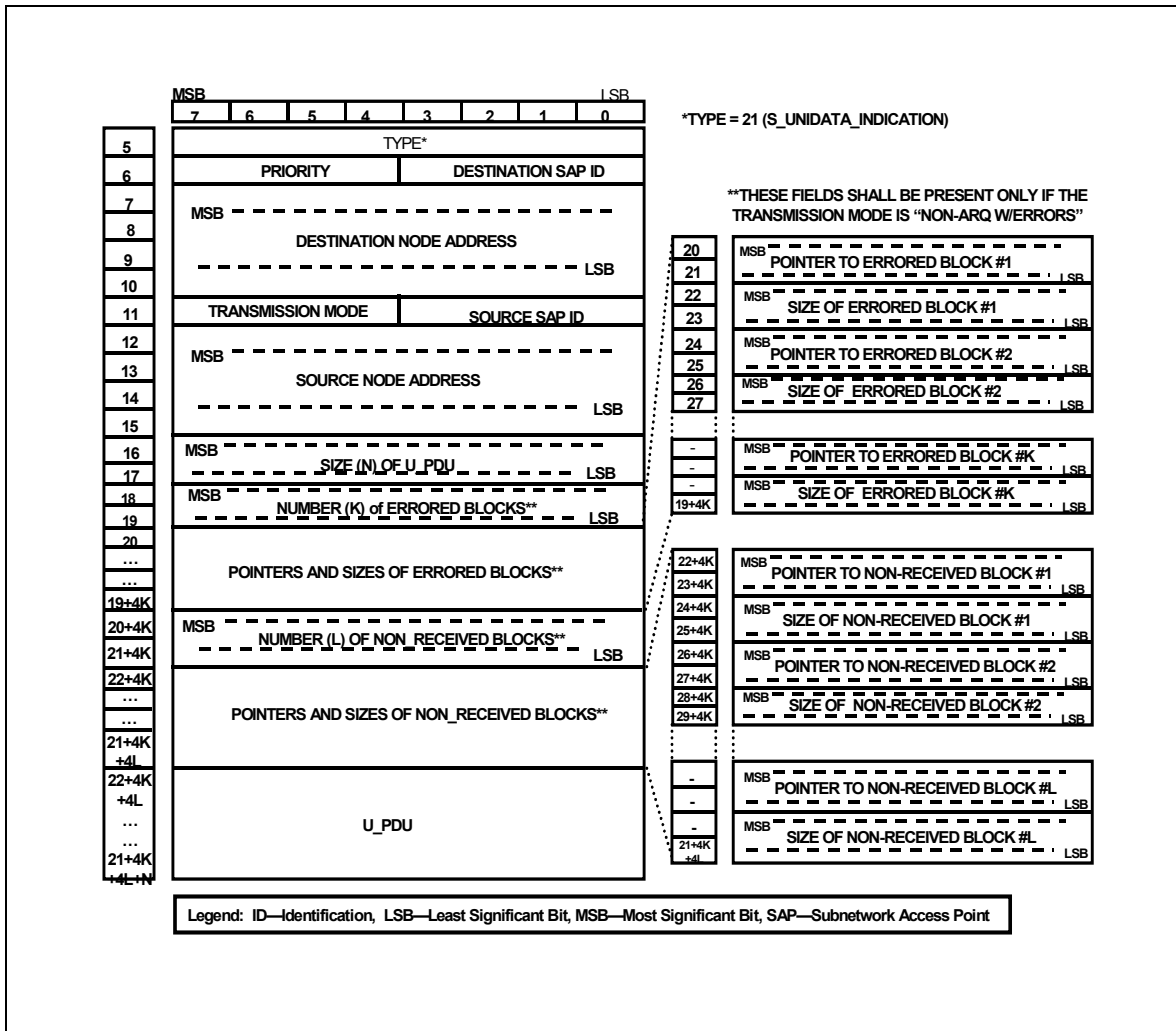 MSB LSB
7 6 5 4 3 2 1 0
*TYPE = 21 (S_UNIDATA_INDICATION)
5 TYPE*
6 PRIORITY DESTINATION SAP ID
**THESE FIELDS SHALL BE PRESENT ONLY IF THE
TRANSMISSION MODE IS “NON-ARQ W/ERRORS”
7
MSB
8
DESTINATION NODE ADDRESS
9
LSB
10
11 TRANSMISSION MODE SOURCE SAP ID
12
MSB
13
SOURCE NODE ADDRESS
14
LSB
15
16 MSB
SIZE (N) OF U_PDU
17 LSB
18 MSB
NUMBER (K) of ERRORED BLOCKS**
19 LSB
20
…
POINTERS AND SIZES OF ERRORED BLOCKS**
…
19+4K
20+4K MSB
NUMBER (L) OF NON_RECEIVED BLOCKS**
21+4K LSB
22+4K
…
POINTERS AND SIZES OF NON_RECEIVED BLOCKS**
…
21+4K
+4L
22+4K
+4L
…
U_PDU
…
21+4K
+4L+N
20 MSB
POINTER TO ERRORED BLOCK #1
21 LSB
22 MSB
SIZE OF ERRORED BLOCK #1
23 LSB
24 MSB
POINTER TO ERRORED BLOCK #2
25 LSB
26 MSB
SIZE OF ERRORED BLOCK #2
27 LSB
- MSB
POINTER TO ERRORED BLOCK #K
- LSB
- MSB
SIZE OF ERRORED BLOCK #K
19+4K LSB
22+4K MSB
POINTER TO NON-RECEIVED BLOCK #1
23+4K LSB
24+4K MSB
SIZE OF NON-RECEIVED BLOCK #1
25+4K LSB
26+4K MSB
POINTER TO NON-RECEIVED BLOCK #2
27+4K LSB
28+4K MSB
SIZE OF NON-RECEIVED BLOCK #2
29+4K LSB
- MSB
POINTER TO NON-RECEIVED BLOCK #L
- LSB
- MSB
SIZE OF NON-RECEIVED BLOCK #L
21+4K
+4L LSB
Legend: ID—Identification, LSB—Least Significant Bit, MSB—Most Significant Bit, SAP—Subnetwork Access Point